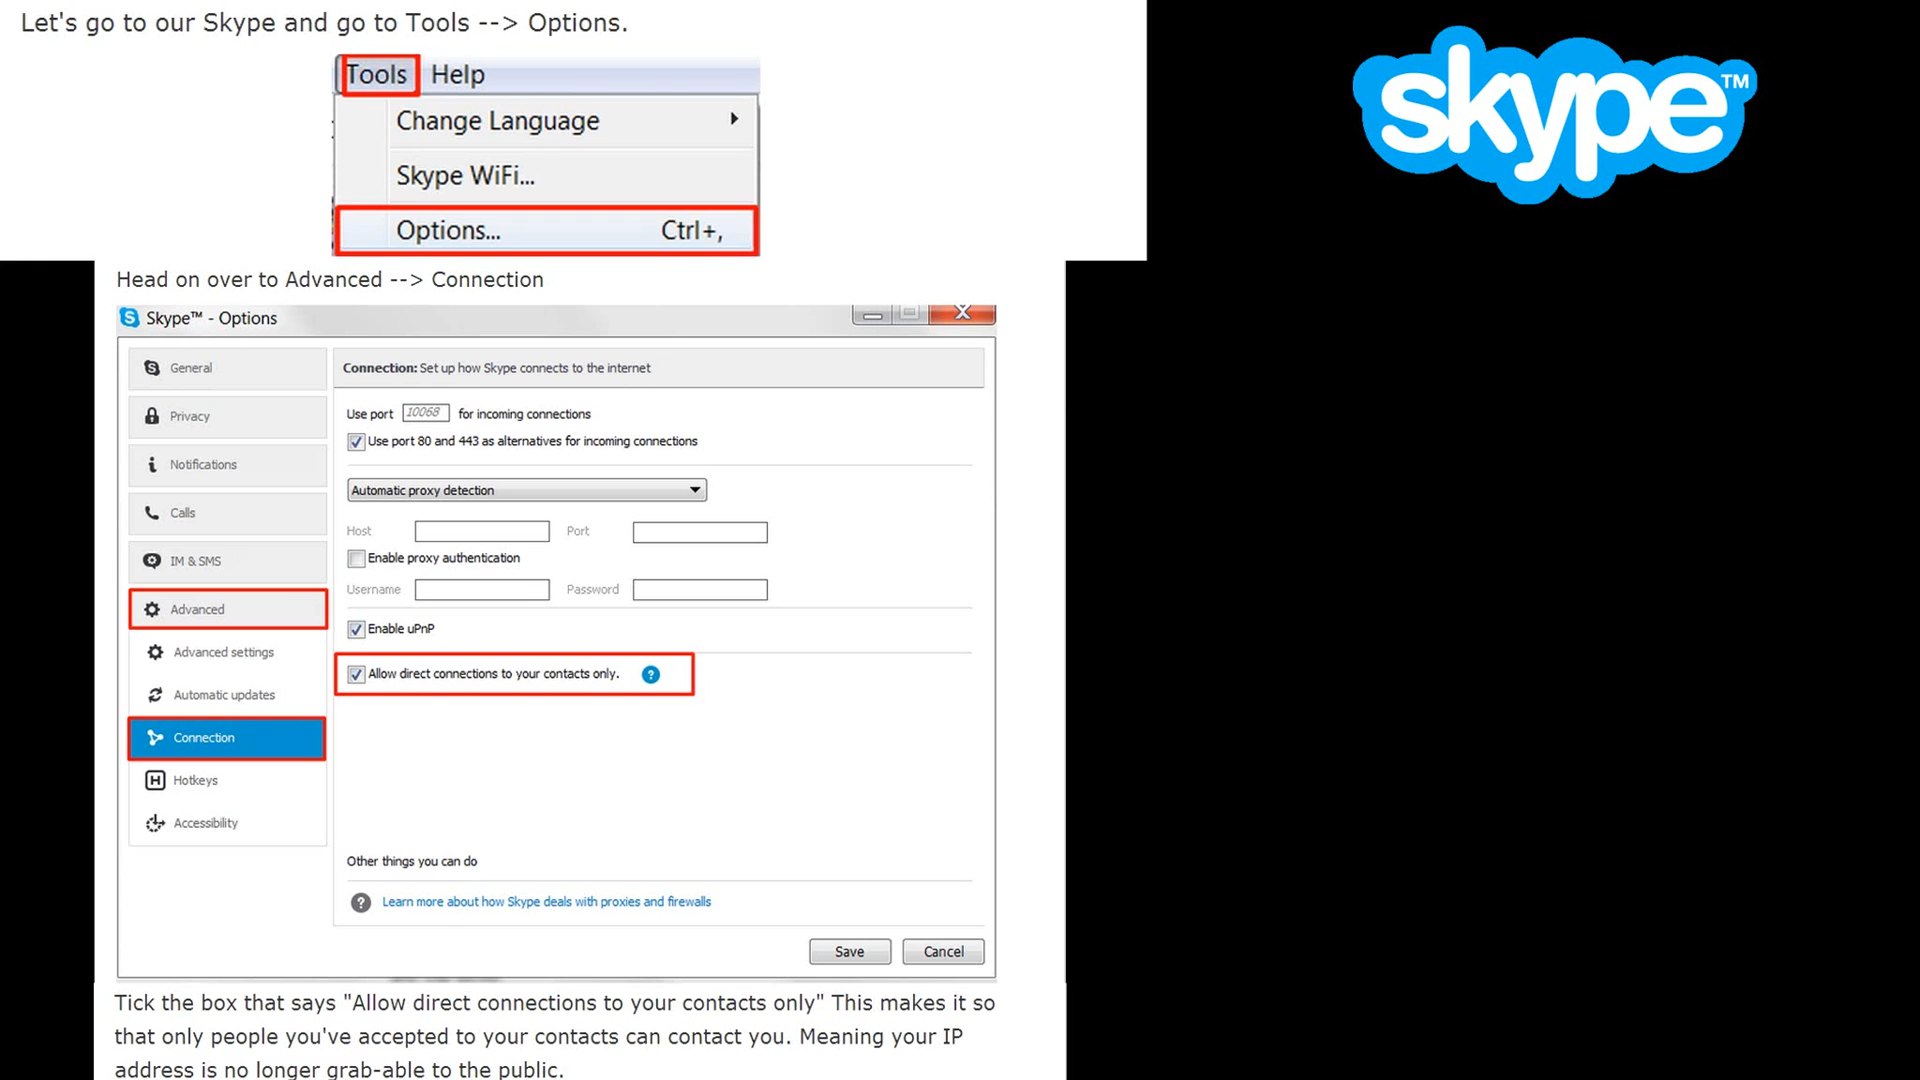 Let's go to our Skype and go to Tools --> Options.
skype™
Tools Help
Change Language
Skype WiFi...
Options... Ctrl+,
Head on over to Advanced --> Connection
Skype™ - Options
General
Privacy
Notifications
Calls
IM & SMS
Advanced
Advanced settings
Automatic updates
Connection
Hotkeys
Accessibility
Connection: Set up how Skype connects to the internet
Use port 10068 for incoming connections
Use port 80 and 443 as alternatives for incoming connections
Automatic proxy detection
Host Port
Enable proxy authentication
Username Password
Enable uPnP
Allow direct connections to your contacts only. ?
Other things you can do
? Learn more about how Skype deals with proxies and firewalls
Save Cancel
Tick the box that says "Allow direct connections to your contacts only" This makes it so
that only people you've accepted to your contacts can contact you. Meaning your IP
address is no longer grab-able to the public.